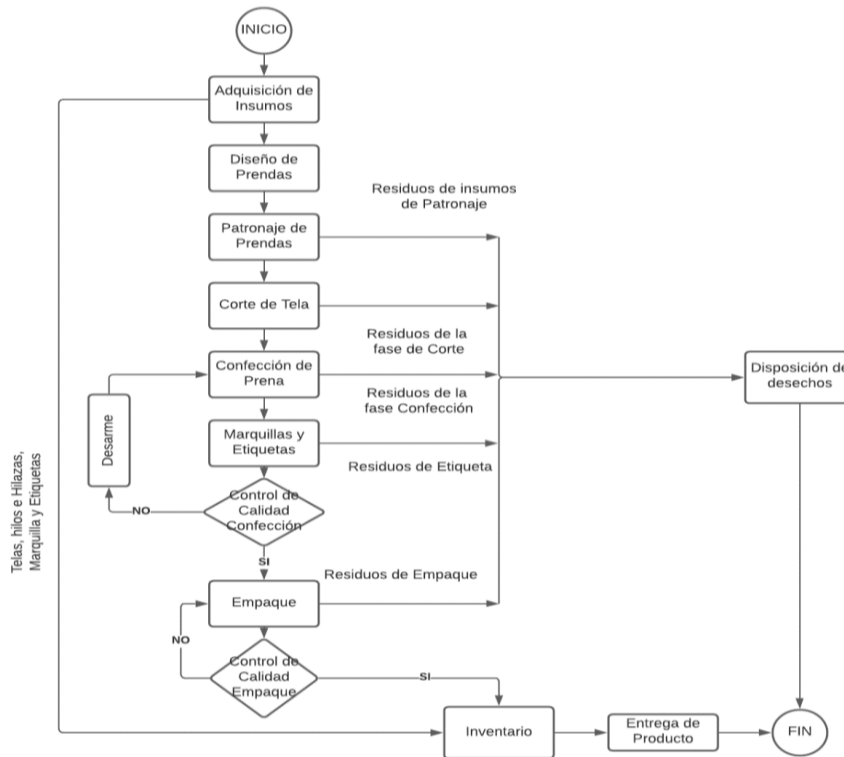 INICIO
Adquisición de
Insumos
Diseño de
Prendas
Residuos de insumos
de Patronaje
Patronaje de
Prendas
Corte de Tela
Residuos de la
fase de Corte
Confección de
Prena
Disposición de
desechos
Residuos de la
fase Confección
Desarme
Marquillas y
Etiquetas
Residuos de Etiqueta
Telas, hilos e Hilazas,
Marquilla y Etiquetas
Control de
Calidad
Confección
NO
SI
Residuos de Empaque
Empaque
NO
Control de
Calidad
Empaque
SI
Inventario
Entrega de
Producto
FIN